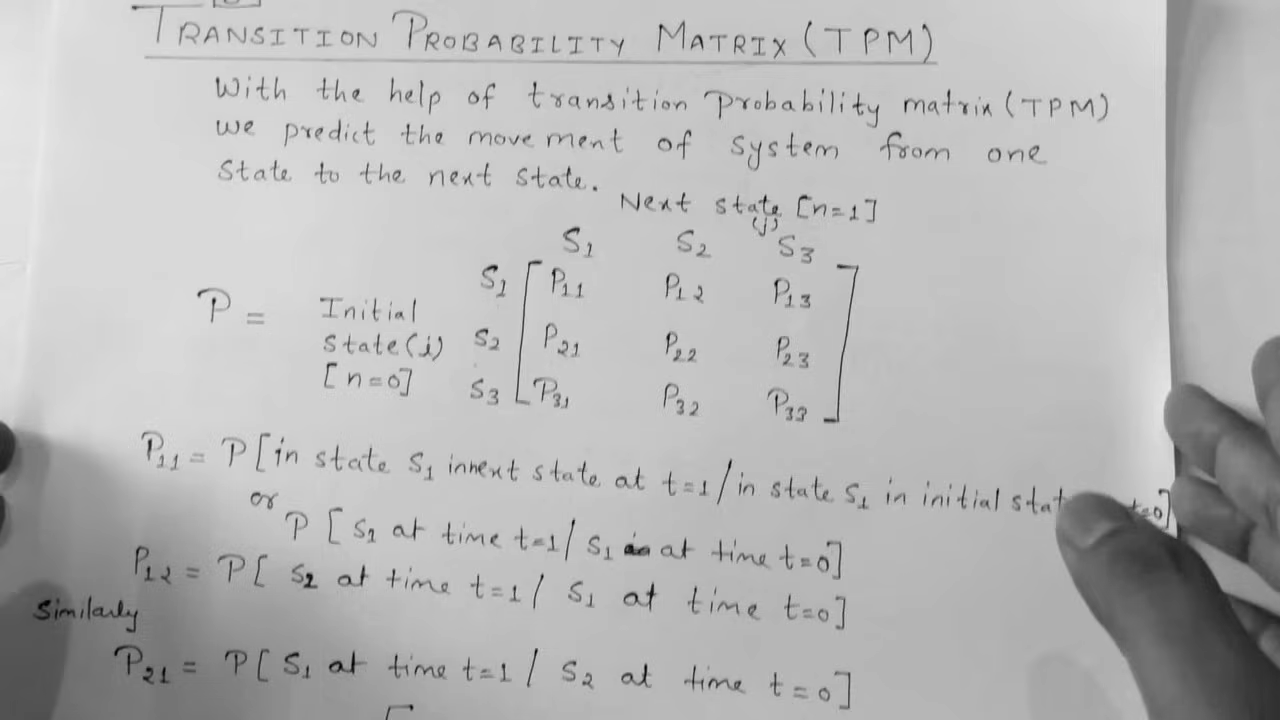 TRANSITION PROBABILITY MATRIX (TPM)
With the help of transition Probability matrix (TPM)
we predict the movement of system from one
State to the next state.
Next state [n=1]
(j)
S1 S2 S3
S1 P11 P12 P13
P = Initial
state(i) S2 P21 P22 P23
[n=0] S3 P31 P32 P33
P11 = P[in state S1 in next state at t=1/in state S1 in initial t=0]
or
P [S1 at time t=1/ S1 at time t=0]
P12 = P[ S2 at time t=1/ S1 at time t=0]
Similarly
P21 = P[ S1 at time t=1 / S2 at time t=0]